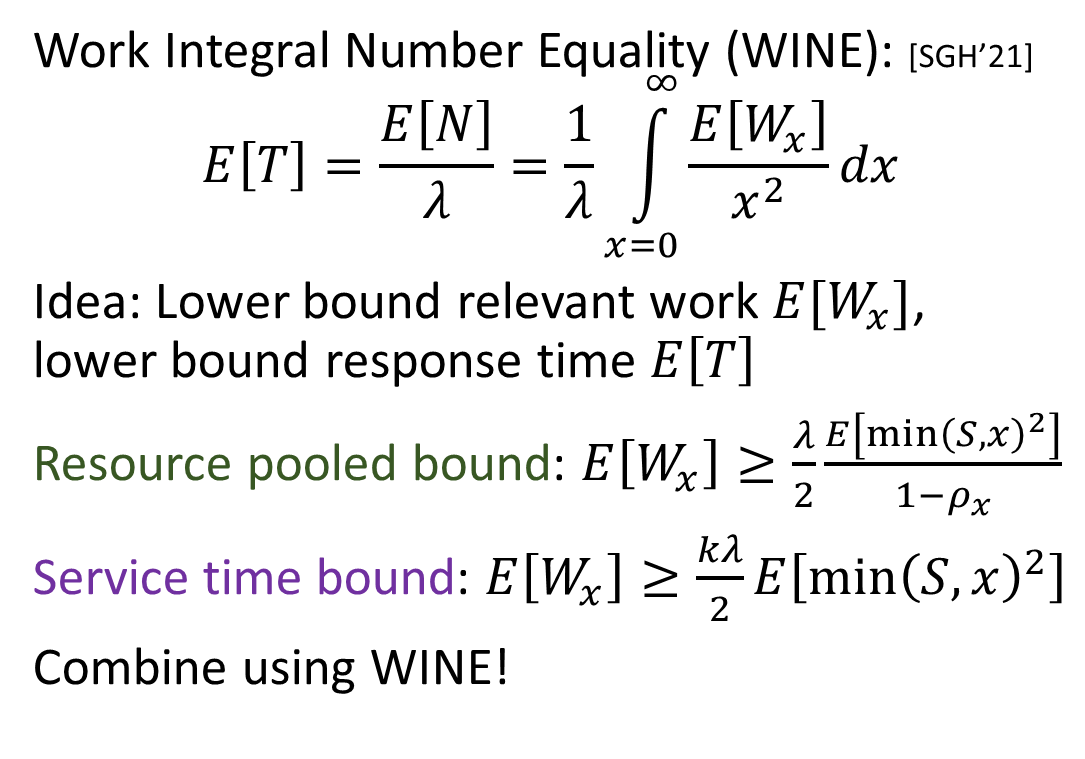 Work Integral Number Equality (WINE): [SGH’21]
E[T] = E[N]/λ = 1/λ ∫_{x=0}^{∞} E[W_x]/x² dx
Idea: Lower bound relevant work E[W_x],
lower bound response time E[T]
Resource pooled bound: E[W_x] ≥ λ/2 E[min(S,x)²]/(1−ρ_x)
Service time bound: E[W_x] ≥ kλ/2 E[min(S, x)²]
Combine using WINE!